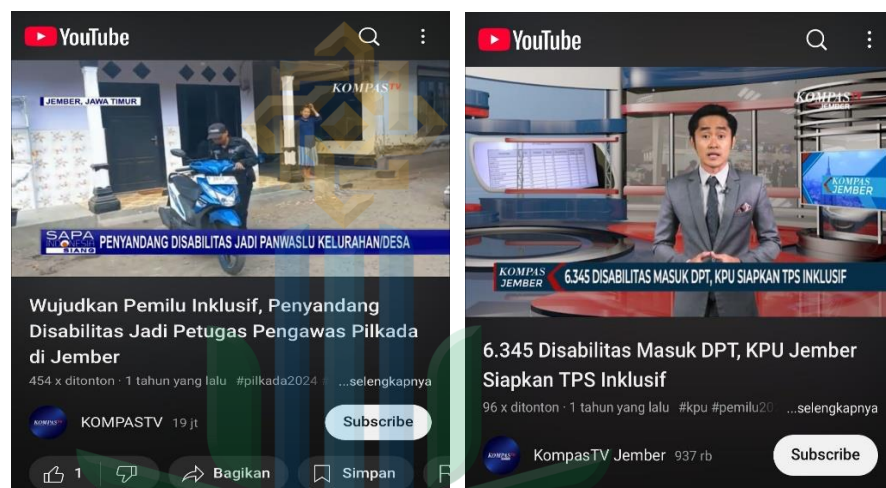 YouTube
JEMBER, JAWA TIMUR
KOMPAS TV
SAPA INDONESIA SIANG
PENYANDANG DISABILITAS JADI PANWASLU KELURAHAN/DESA
Wujudkan Pemilu Inklusif, Penyandang
Disabilitas Jadi Petugas Pengawas Pilkada
di Jember
454 x ditonton · 1 tahun yang lalu #pilkada2024 ...selengkapnya
KOMPASTV 19 jt
Subscribe
1
Bagikan
Simpan
YouTube
KOMPAS TV
JEMBER
KOMPAS
JEMBER
KOMPAS
JEMBER
6.345 DISABILITAS MASUK DPT, KPU SIAPKAN TPS INKLUSIF
6.345 Disabilitas Masuk DPT, KPU Jember
Siapkan TPS Inklusif
96 x ditonton · 1 tahun yang lalu #kpu #pemilu20 ...selengkapnya
KompasTV Jember 937 rb
Subscribe